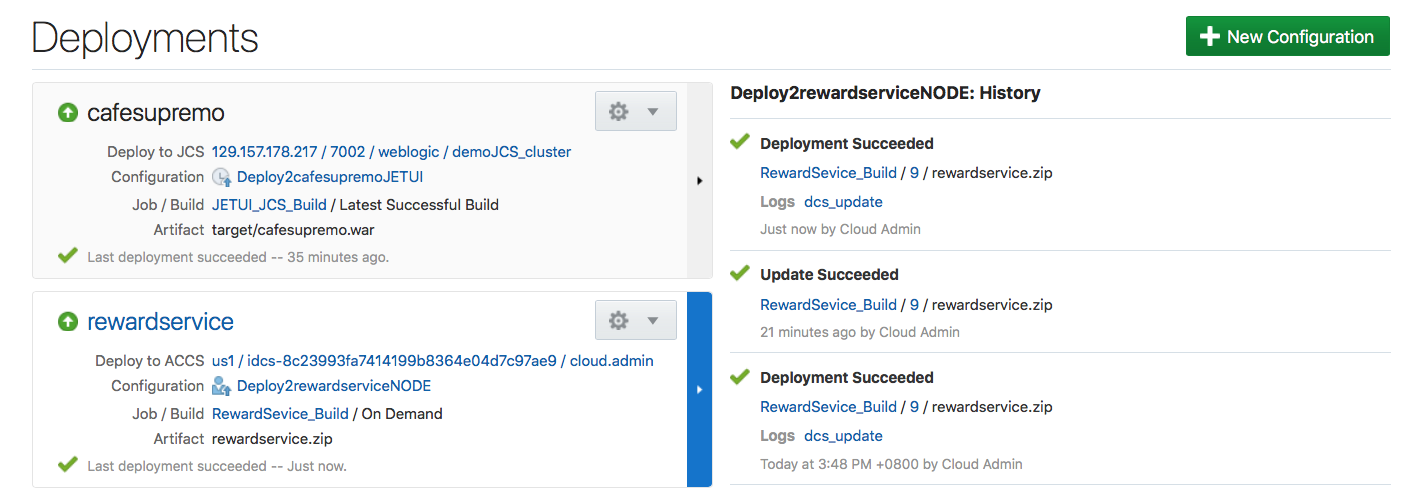 Deployments
New Configuration
cafesupremo
Deploy to JCS 129.157.178.217 / 7002 / weblogic / demoJCS_cluster
Configuration Deploy2cafesupremoJETUI
Job / Build JETUI_JCS_Build / Latest Successful Build
Artifact target/cafesupremo.war
Last deployment succeeded -- 35 minutes ago.
rewardservice
Deploy to ACCS us1 / idcs-8c23993fa7414199b8364e04d7c97ae9 / cloud.admin
Configuration Deploy2rewardserviceNODE
Job / Build RewardSevice_Build / On Demand
Artifact rewardservice.zip
Last deployment succeeded -- Just now.
Deploy2rewardserviceNODE: History
Deployment Succeeded
RewardSevice_Build / 9 / rewardservice.zip
Logs dcs_update
Just now by Cloud Admin
Update Succeeded
RewardSevice_Build / 9 / rewardservice.zip
21 minutes ago by Cloud Admin
Deployment Succeeded
RewardSevice_Build / 9 / rewardservice.zip
Logs dcs_update
Today at 3:48 PM +0800 by Cloud Admin